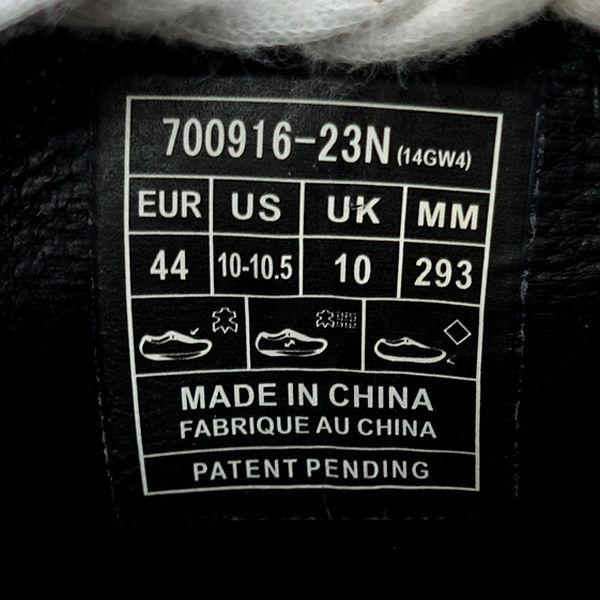 700916-23N (14GW4)
EUR US UK MM
44 10-10.5 10 293
MADE IN CHINA
FABRIQUE AU CHINA
PATENT PENDING